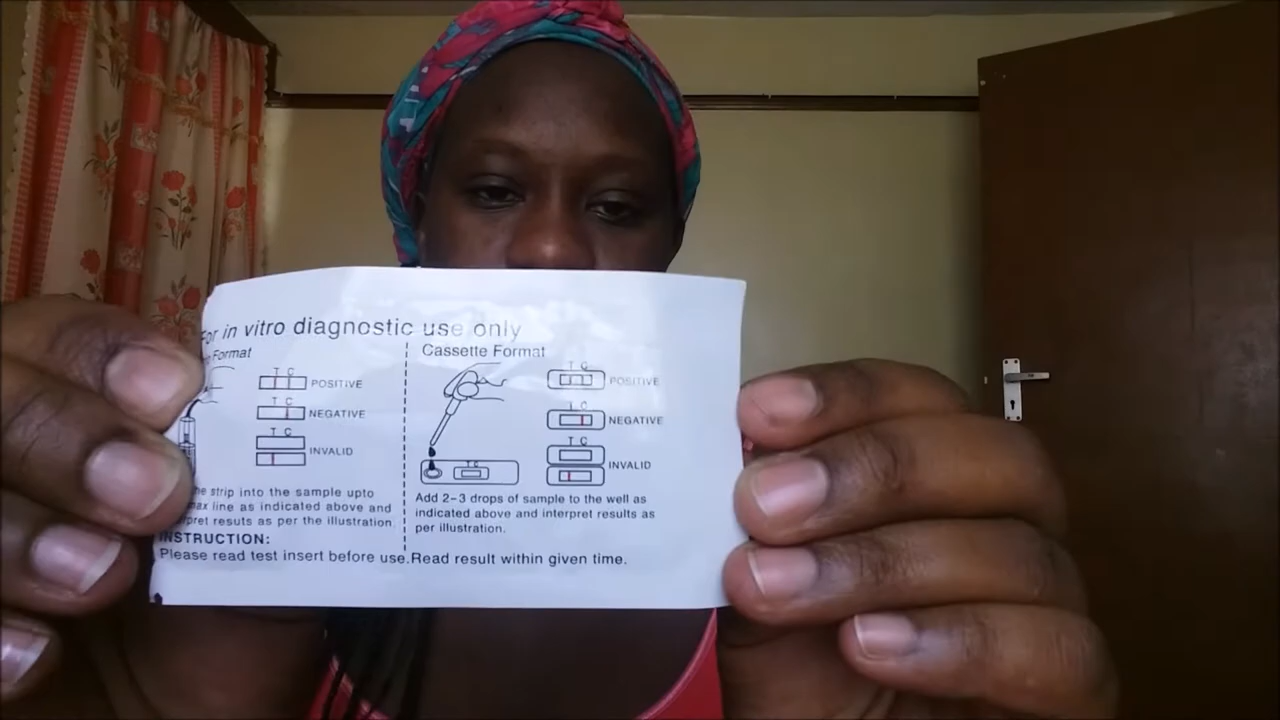 For in vitro diagnostic use only
Format
T C
POSITIVE
T C
NEGATIVE
T C
INVALID
strip into the sample upto
max line as indicated above and
results as per the illustration.
Cassette Format
T C
POSITIVE
T C
NEGATIVE
T C
INVALID
T C
Add 2-3 drops of sample to the well as
indicated above and interpret results as
per illustration.
INSTRUCTION:
Please read test insert before use.Read result within given time.